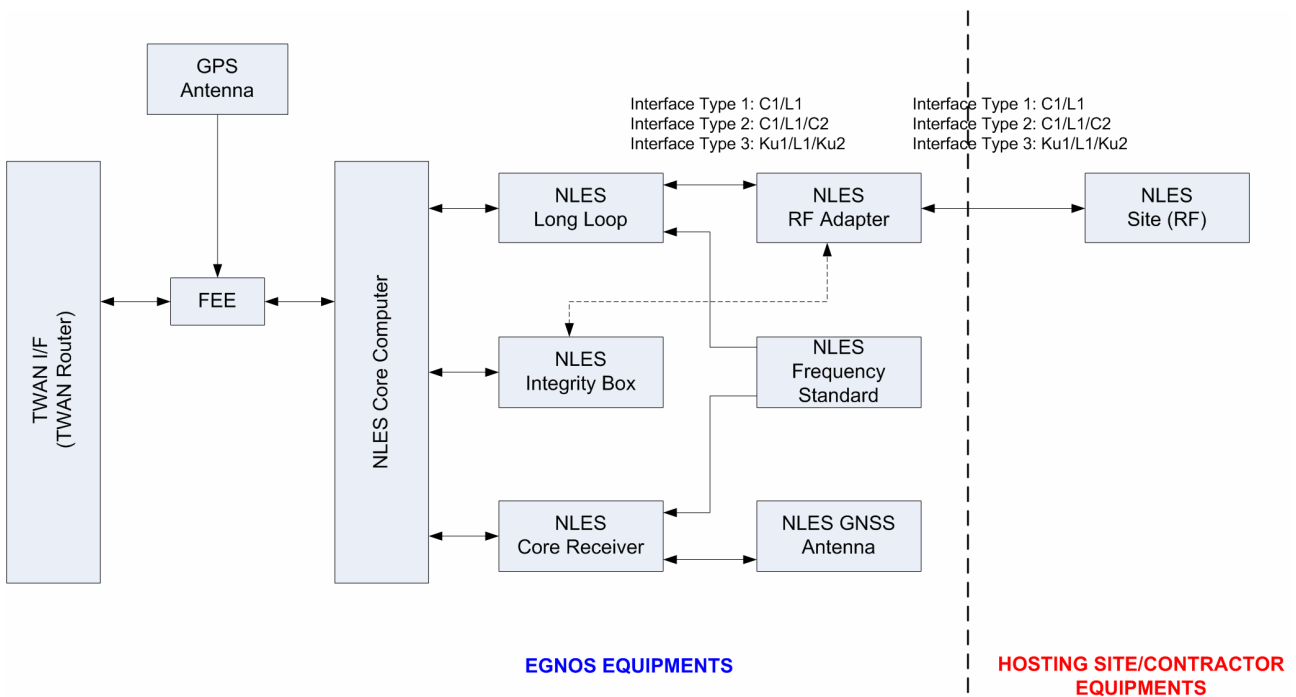 GPS
Antenna
Interface Type 1: C1/L1
Interface Type 2: C1/L1/C2
Interface Type 3: Ku1/L1/Ku2
Interface Type 1: C1/L1
Interface Type 2: C1/L1/C2
Interface Type 3: Ku1/L1/Ku2
TWAN I/F
(TWAN Router)
FEE
NLES Core Computer
NLES
Long Loop
NLES
RF Adapter
NLES
Site (RF)
NLES
Integrity Box
NLES
Frequency
Standard
NLES
Core Receiver
NLES GNSS
Antenna
EGNOS EQUIPMENTS
HOSTING SITE/CONTRACTOR
EQUIPMENTS